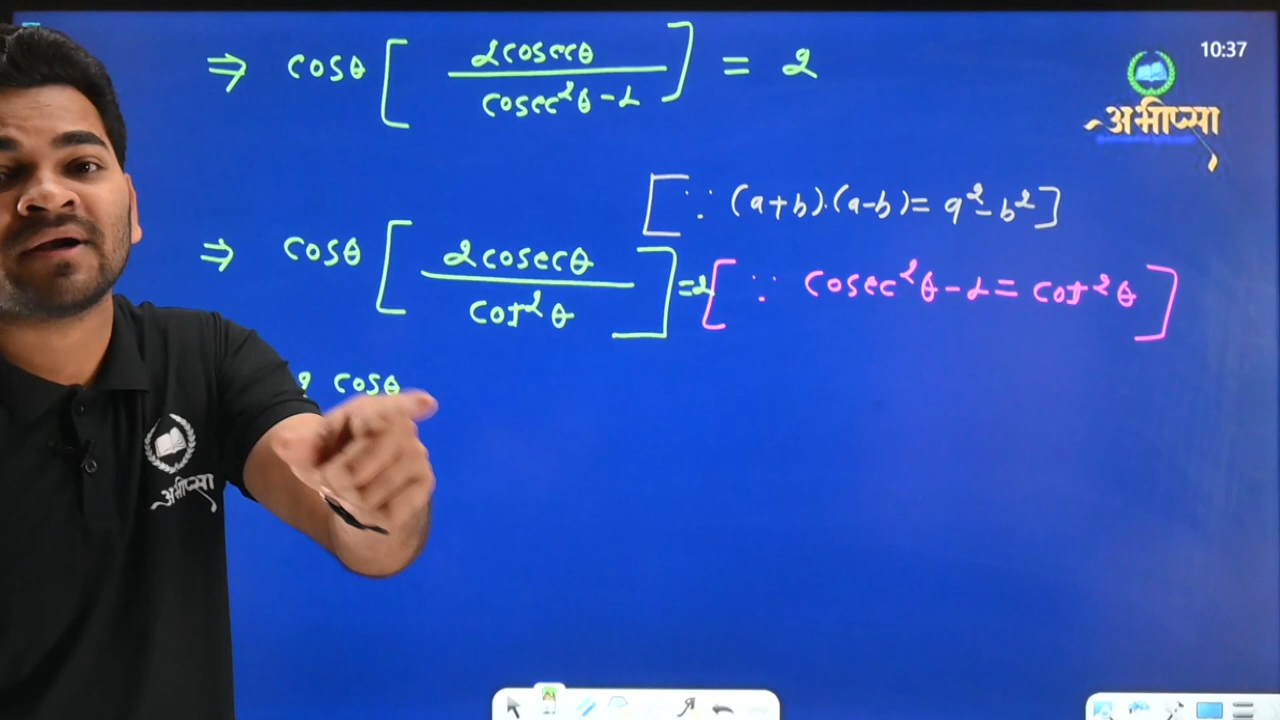 ⇒ cosθ [ 2cosecθ / cosec²θ - 1 ] = 2
10:37
अभीप्सा
[ ∵ (a+b).(a-b) = a² - b² ]
⇒ cosθ [ 2cosecθ / cot²θ ] = 2 [ ∵ cosec²θ - 1 = cot²θ ]
2 cosθ
अभीप्सा